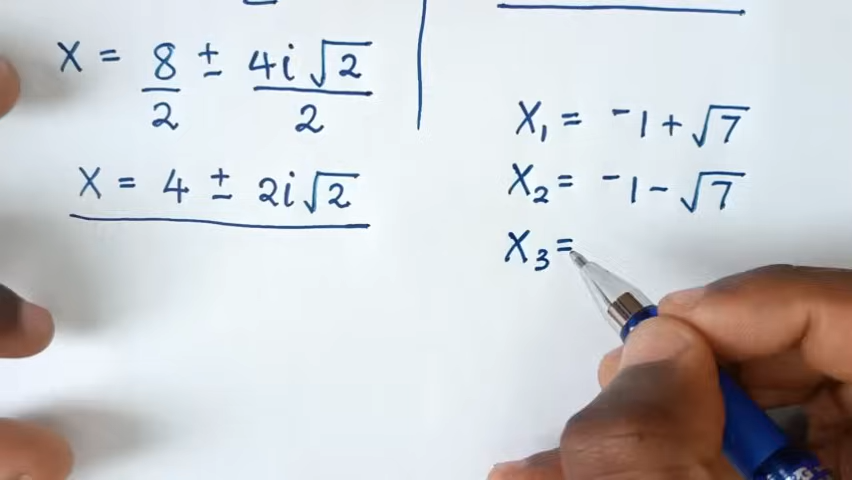 X = 8/2 ± 4i√2/2
X = 4 ± 2i√2
X₁ = ⁻1 + √7
X₂ = ⁻1 − √7
X₃ =